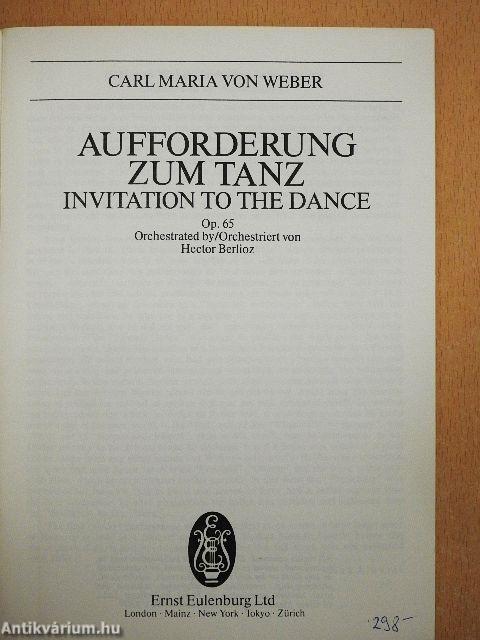 CARL MARIA VON WEBER
AUFFORDERUNG
ZUM TANZ
INVITATION TO THE DANCE
Op. 65
Orchestrated by/Orchestriert von
Hector Berlioz
Ernst Eulenburg Ltd
London · Mainz · New York · Tokyo · Zürich
298-
Antikvárium.hu